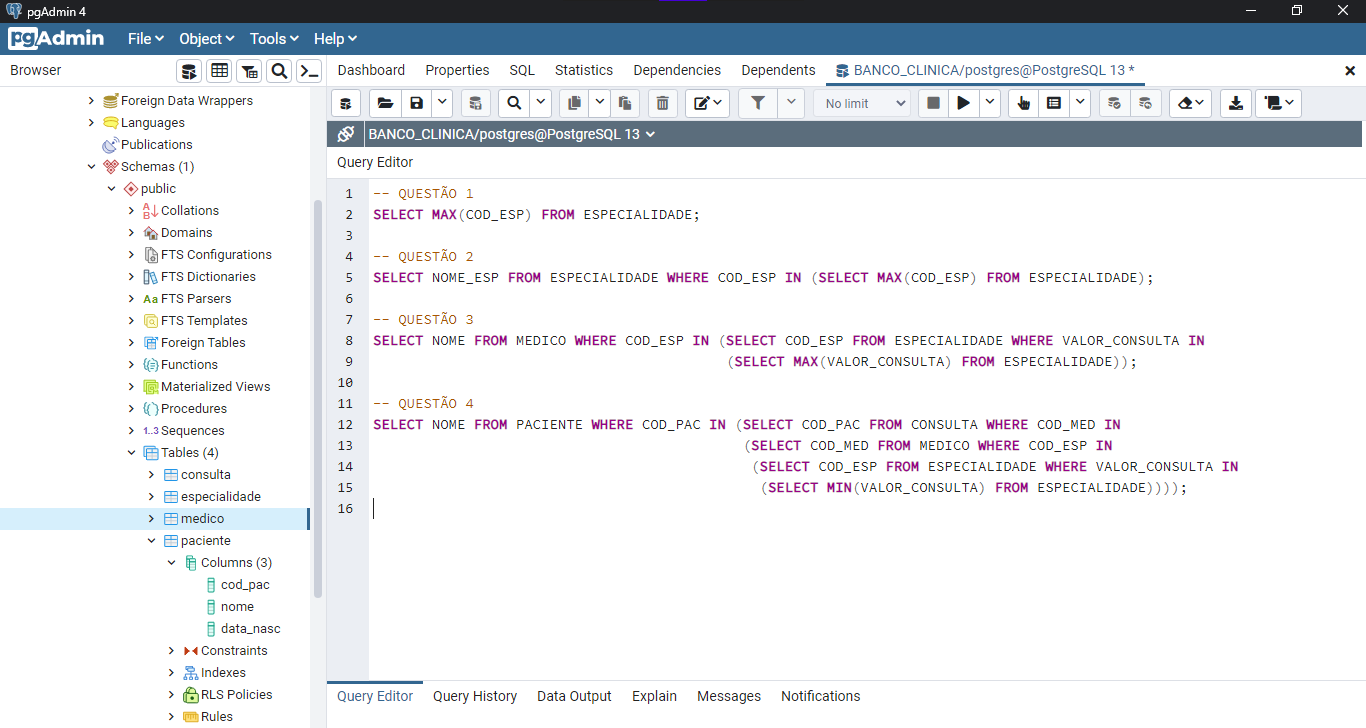 pgAdmin 4
pgAdmin File Object Tools Help
Browser
Dashboard Properties SQL Statistics Dependencies Dependents BANCO_CLINICA/postgres@PostgreSQL 13 *
No limit
BANCO_CLINICA/postgres@PostgreSQL 13
Query Editor
Foreign Data Wrappers
Languages
Publications
Schemas (1)
public
Collations
Domains
FTS Configurations
FTS Dictionaries
Aa FTS Parsers
FTS Templates
Foreign Tables
Functions
Materialized Views
Procedures
1..3 Sequences
Tables (4)
consulta
especialidade
medico
paciente
Columns (3)
cod_pac
nome
data_nasc
Constraints
Indexes
RLS Policies
Rules
1 -- QUESTÃO 1
2 SELECT MAX(COD_ESP) FROM ESPECIALIDADE;
3
4 -- QUESTÃO 2
5 SELECT NOME_ESP FROM ESPECIALIDADE WHERE COD_ESP IN (SELECT MAX(COD_ESP) FROM ESPECIALIDADE);
6
7 -- QUESTÃO 3
8 SELECT NOME FROM MEDICO WHERE COD_ESP IN (SELECT COD_ESP FROM ESPECIALIDADE WHERE VALOR_CONSULTA IN
9 (SELECT MAX(VALOR_CONSULTA) FROM ESPECIALIDADE));
10
11 -- QUESTÃO 4
12 SELECT NOME FROM PACIENTE WHERE COD_PAC IN (SELECT COD_PAC FROM CONSULTA WHERE COD_MED IN
13 (SELECT COD_MED FROM MEDICO WHERE COD_ESP IN
14 (SELECT COD_ESP FROM ESPECIALIDADE WHERE VALOR_CONSULTA IN
15 (SELECT MIN(VALOR_CONSULTA) FROM ESPECIALIDADE))));
16
Query Editor Query History Data Output Explain Messages Notifications